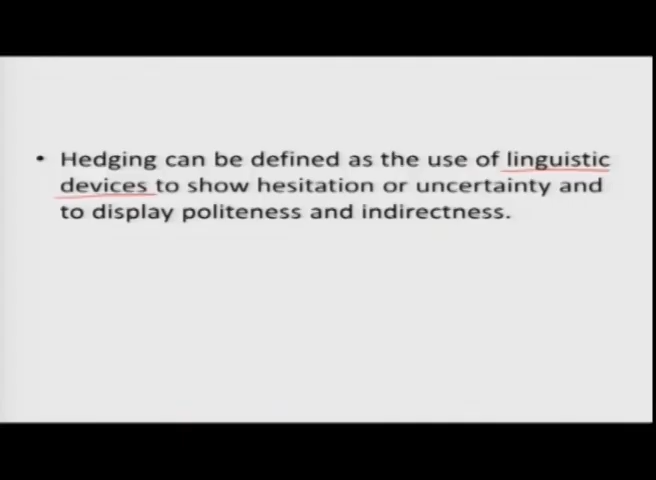 • Hedging can be defined as the use of linguistic
devices to show hesitation or uncertainty and
to display politeness and indirectness.